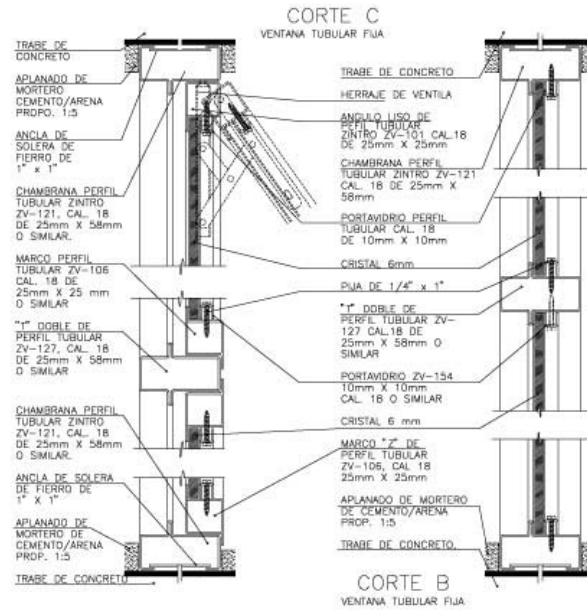 CORTE C
VENTANA TUBULAR FIJA
TRABE DE
CONCRETO
APLANADO DE
MORTERO
CEMENTO/ARENA
PROPO. 1:5
ANCLA DE
SOLERA DE
FIERRO DE
1" x 1"
CHAMBRANA PERFIL
TUBULAR ZINTRO
ZV-121, CAL. 18
DE 25mm X 58mm
O SIMILAR.
MARCO PERFIL
TUBULAR ZV-106
CAL. 18 DE
25mm X 25 mm
O SIMILAR
"1" DOBLE DE
PERFIL TUBULAR
ZV-127, CAL. 18
DE 25mm X 58mm
O SIMILAR
CHAMBRANA PERFIL
TUBULAR ZINTRO
ZV-121, CAL. 18
DE 25mm X 58mm
O SIMILAR.
ANCLA DE SOLERA
DE FIERRO DE
1" X 1"
APLANADO DE
MORTERO DE
CEMENTO/ARENA
PROP. 1:5
TRABE DE CONCRETO
TRABE DE CONCRETO
HERRAJE DE VENTILA
ANGULO LISO DE
PEFIL TUBULAR
ZINTRO ZV-101 CAL.18
DE 25mm X 25mm
CHAMBRANA PERFIL
TUBULAR ZINTRO ZV-121
CAL. 18 DE 25mm X
58mm
PORTAVIDRIO PERFIL
TUBULAR CAL. 18
DE 10mm X 10mm
CRISTAL 6mm
PIJA DE 1/4" x 1"
"1" DOBLE DE
PERFIL TUBULAR ZV-
127 CAL.18 DE
25mm X 58mm O
SIMILAR
PORTAVIDRIO ZV-154
10mm X 10mm
CAL. 18 O SIMILAR
CRISTAL 6 mm
MARCO "Z" DE
PERFIL TUBULAR
ZV-106, CAL 18
25mm X 25mm
APLANADO DE MORTERO
DE CEMENTO/ARENA
PROP. 1:5
TRABE DE CONCRETO.
CORTE B
VENTANA TUBULAR FIJA